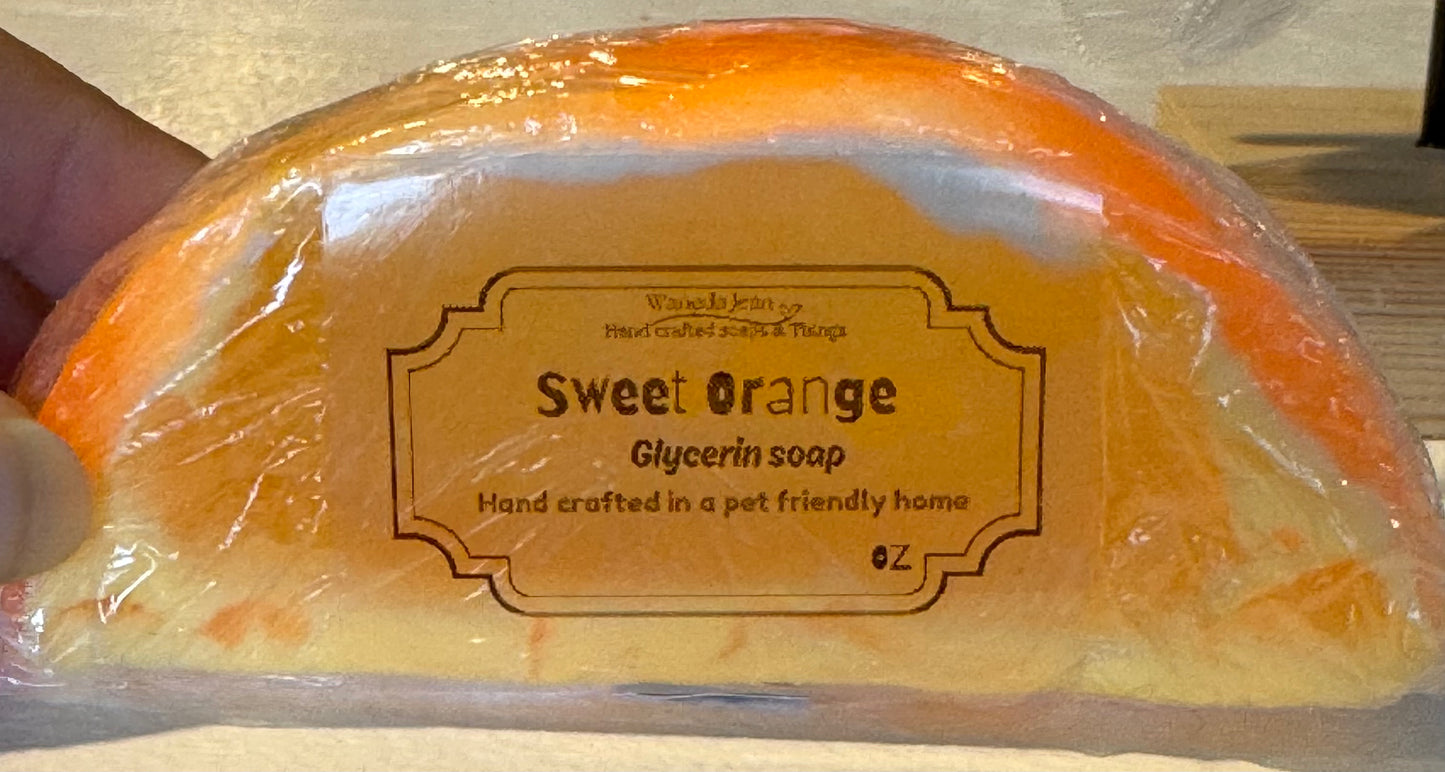 Hand crafted soaps & Things
Sweet Orange
Glycerin soap
Hand crafted in a pet friendly home
oz